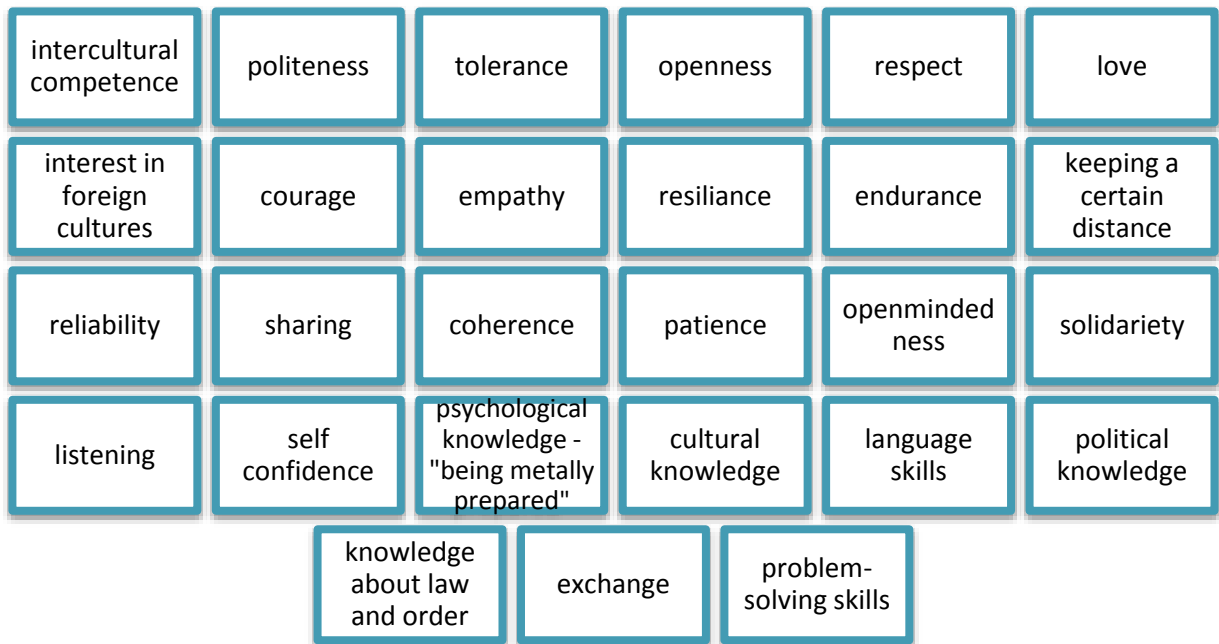 intercultural
competence
politeness
tolerance
openness
respect
love
interest in
foreign
cultures
courage
empathy
resiliance
endurance
keeping a
certain
distance
reliability
sharing
coherence
patience
openminded
ness
solidariety
listening
self
confidence
psychological
knowledge -
"being metally
prepared"
cultural
knowledge
language
skills
political
knowledge
knowledge
about law
and order
exchange
problem-
solving skills